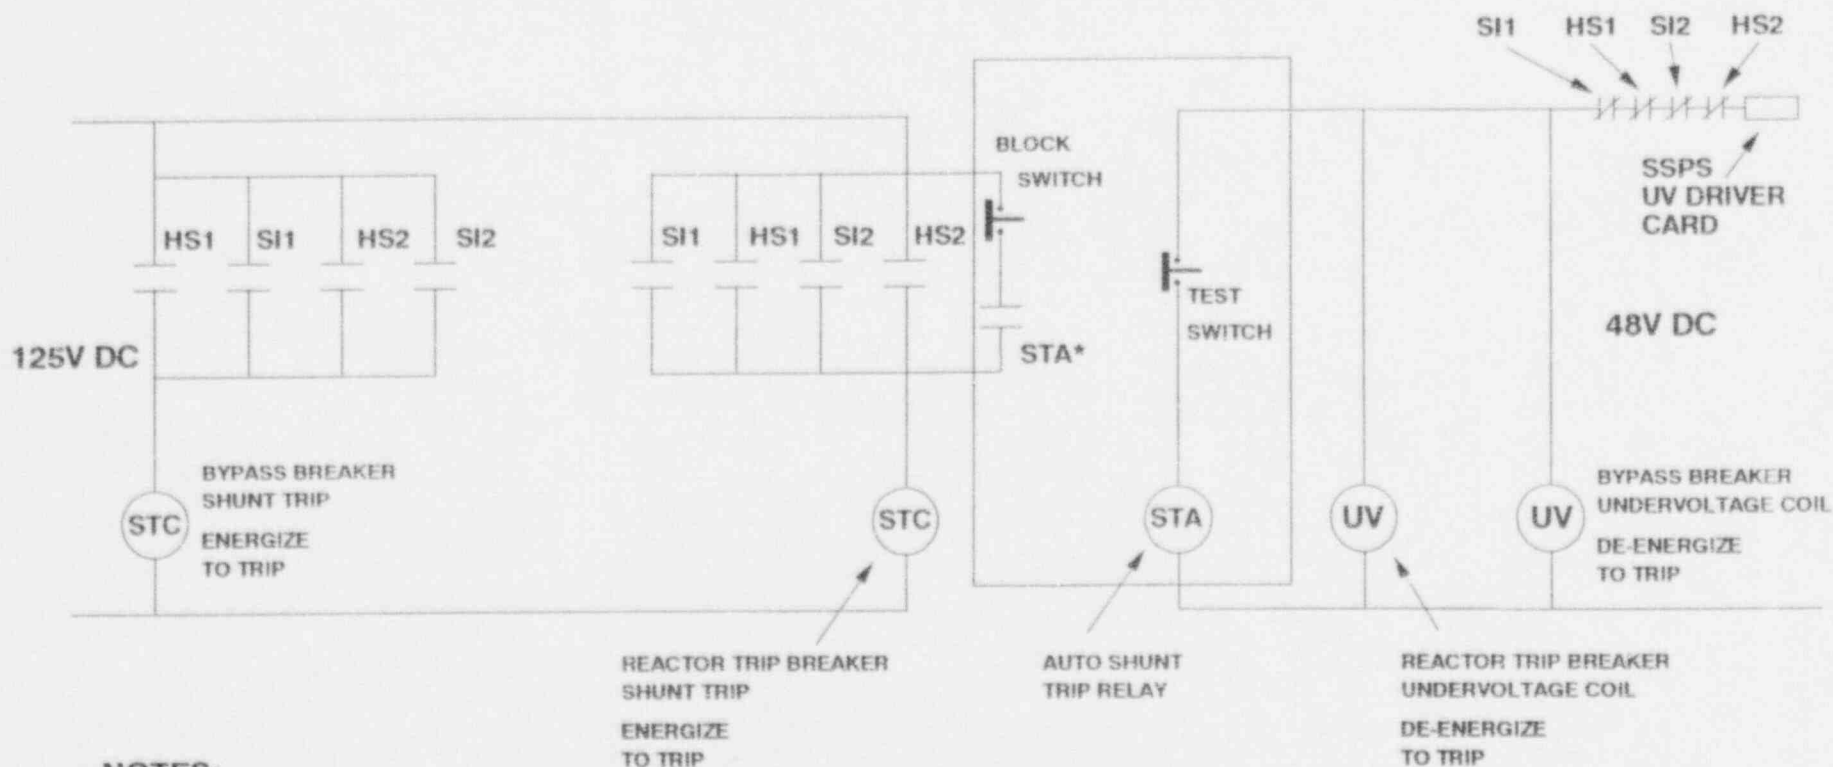 SI1 HS1 SI2 HS2
BLOCK
SWITCH
SSPS
UV DRIVER
CARD
HS1 SI1 HS2 SI2
SI1 HS1 SI2 HS2
TEST
SWITCH
48V DC
125V DC
STA*
BYPASS BREAKER
SHUNT TRIP
ENERGIZE
TO TRIP
STC
STC
STA
UV
UV
BYPASS BREAKER
UNDERVOLTAGE COIL
DE-ENERGIZE
TO TRIP
REACTOR TRIP BREAKER
SHUNT TRIP
ENERGIZE
TO TRIP
AUTO SHUNT
TRIP RELAY
REACTOR TRIP BREAKER
UNDERVOLTAGE COIL
DE-ENERGIZE
TO TRIP
NOTES: